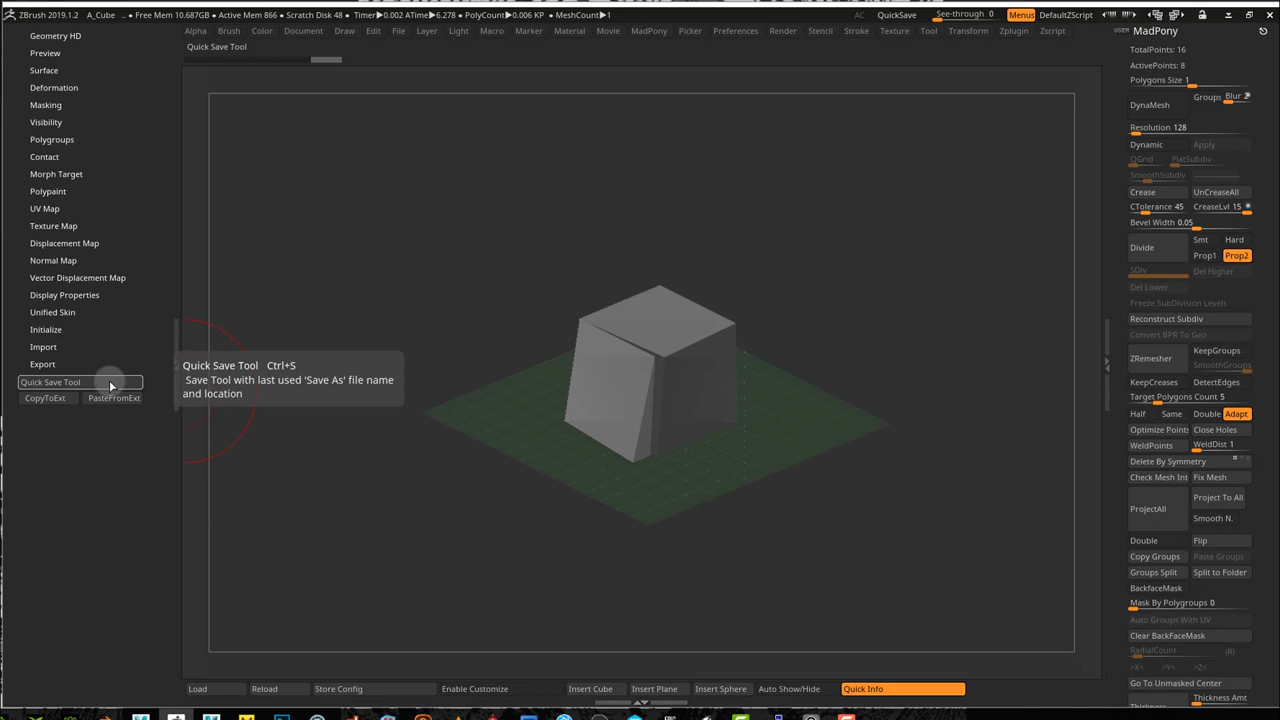 ZBrush 2019.1.2 A_Cube .. • Free Mem 10.687GB • Active Mem 866 • Scratch Disk 48 • Timer▶0.002 ATime▶6.278 • PolyCount▶0.006 KP • MeshCount▶1 AC QuickSave See-through 0 Menus DefaultZScript
Alpha Brush Color Document Draw Edit File Layer Light Macro Marker Material Movie MadPony Picker Preferences Render Stencil Stroke Texture Tool Transform Zplugin Zscript
Quick Save Tool
Geometry HD
Preview
Surface
Deformation
Masking
Visibility
Polygroups
Contact
Morph Target
Polypaint
UV Map
Texture Map
Displacement Map
Normal Map
Vector Displacement Map
Display Properties
Unified Skin
Initialize
Import
Export
Quick Save Tool
CopyToExt PasteFromExt
Quick Save Tool Ctrl+S
Save Tool with last used 'Save As' file name
and location
USER MadPony
TotalPoints: 16
ActivePoints: 8
Polygons Size 1
DynaMesh Groups Blur 2
Resolution 128
Dynamic Apply
QGrid FlatSubdiv
SmoothSubdiv
Crease UnCreaseAll
CTolerance 45 CreaseLvl 15
Bevel Width 0.05
Divide Smt Hard
Prop1 Prop2
SDiv Del Higher
Del Lower
Freeze SubDivision Levels
Reconstruct Subdiv
Convert BPR To Geo
ZRemesher KeepGroups
SmoothGroups
KeepCreases DetectEdges
Target Polygons Count 5
Half Same Double Adapt
Optimize Points Close Holes
WeldPoints WeldDist 1
Delete By Symmetry
Check Mesh Int Fix Mesh
ProjectAll Project To All
Smooth N.
Double Flip
Copy Groups Paste Groups
Groups Split Split to Folder
BackfaceMask
Mask By Polygroups 0
Auto Groups With UV
Clear BackFaceMask
RadialCount (R)
>X< >Y< >Z<
Go To Unmasked Center
Thickness Thickness Amt
Load Reload Store Config Enable Customize Insert Cube Insert Plane Insert Sphere Auto Show/Hide Quick Info